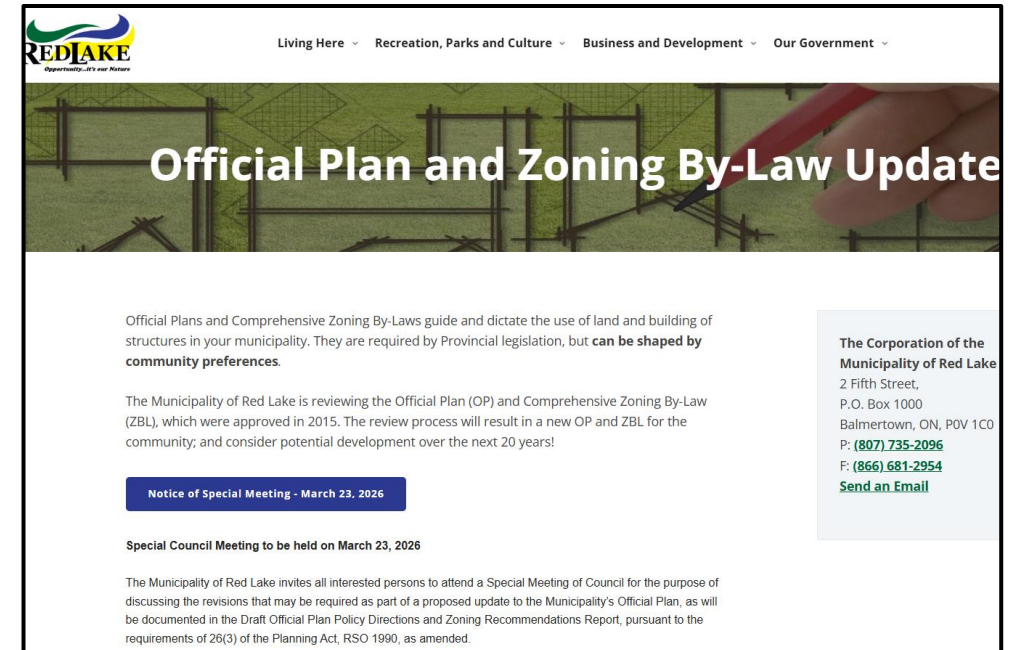 REDLAKE
Opportunity...it's our Nature
Living Here Recreation, Parks and Culture Business and Development Our Government
Official Plan and Zoning By-Law Update
Official Plans and Comprehensive Zoning By-Laws guide and dictate the use of land and building of
structures in your municipality. They are required by Provincial legislation, but can be shaped by
community preferences.
The Municipality of Red Lake is reviewing the Official Plan (OP) and Comprehensive Zoning By-Law
(ZBL), which were approved in 2015. The review process will result in a new OP and ZBL for the
community; and consider potential development over the next 20 years!
Notice of Special Meeting - March 23, 2026
Special Council Meeting to be held on March 23, 2026
The Municipality of Red Lake invites all interested persons to attend a Special Meeting of Council for the purpose of
discussing the revisions that may be required as part of a proposed update to the Municipality's Official Plan, as will
be documented in the Draft Official Plan Policy Directions and Zoning Recommendations Report, pursuant to the
requirements of 26(3) of the Planning Act, RSO 1990, as amended.
The Corporation of the
Municipality of Red Lake
2 Fifth Street,
P.O. Box 1000
Balmertown, ON, P0V 1C0
P: (807) 735-2096
F: (866) 681-2954
Send an Email